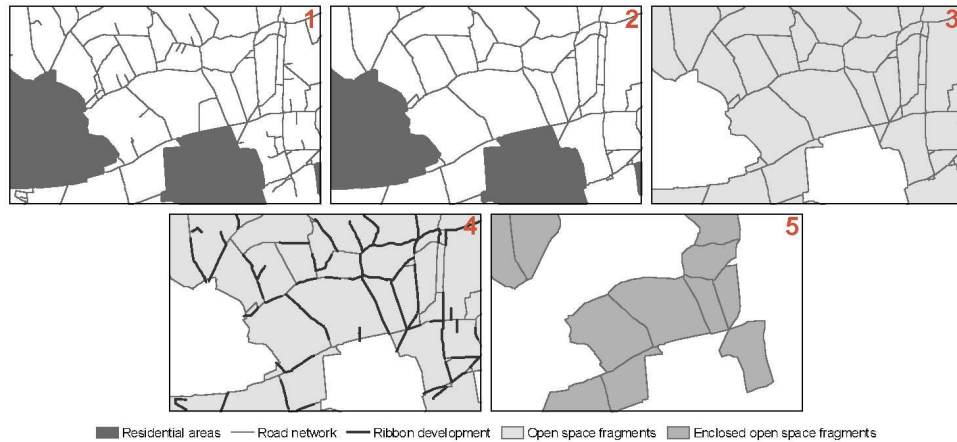 1
2
3
4
5
Residential areas
Road network
Ribbon development
Open space fragments
Enclosed open space fragments